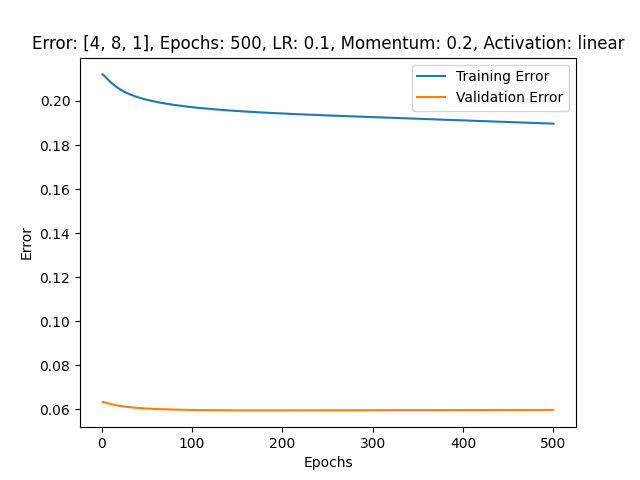 Error: [4, 8, 1], Epochs: 500, LR: 0.1, Momentum: 0.2, Activation: linear
Training Error
Validation Error
0.20
0.18
0.16
0.14
0.12
0.10
0.08
0.06
Error
0
100
200
300
400
500
Epochs